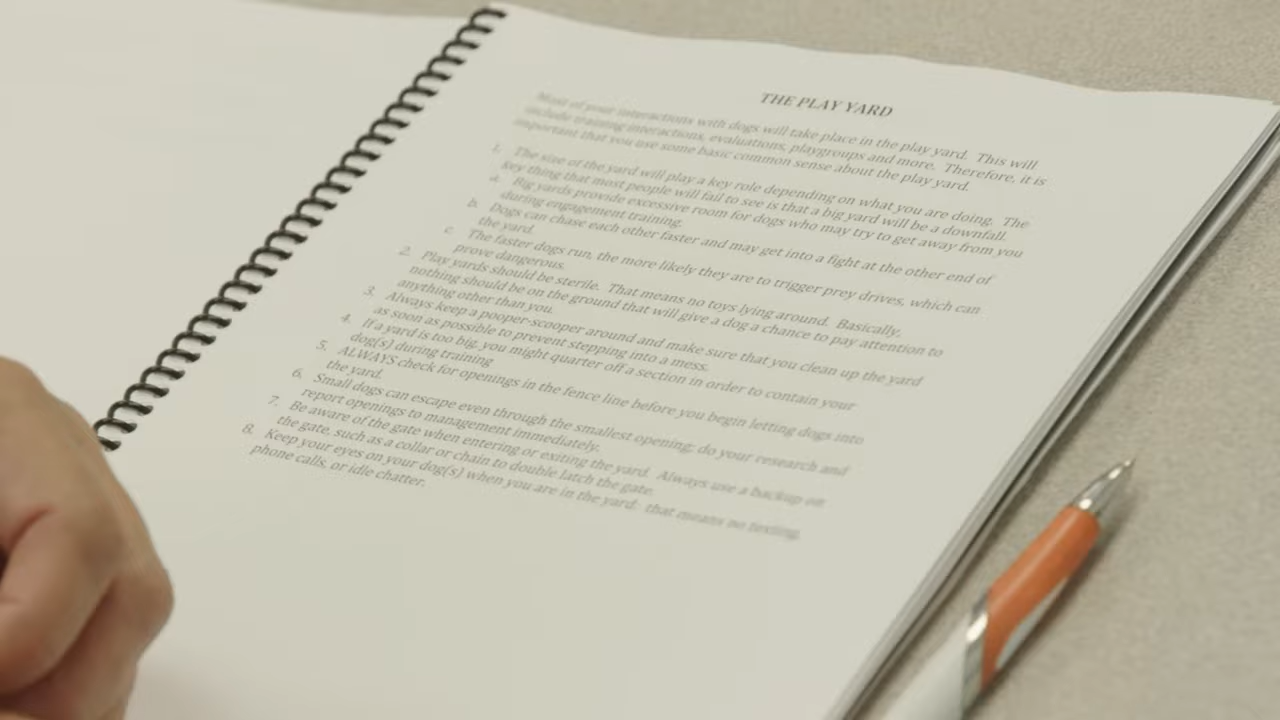 THE PLAY YARD
Most of your interactions with dogs will take place in the play yard. This will
include training interactions, evaluations, playgroups and more. Therefore, it is
important that you use some basic common sense about the play yard.
1. The size of the yard will play a key role depending on what you are doing. The
key thing that most people will fail to see is that a big yard will be a downfall.
a. Big yards provide excessive room for dogs who may try to get away from you
during engagement training.
b. Dogs can chase each other faster and may get into a fight at the other end of
the yard.
c. The faster dogs run, the more likely they are to trigger prey drives, which can
prove dangerous.
2. Play yards should be sterile. That means no toys lying around. Basically,
nothing should be on the ground that will give a dog a chance to pay attention to
anything other than you.
3. Always keep a pooper-scooper around and make sure that you clean up the yard
as soon as possible to prevent stepping into a mess.
4. If a yard is too big, you might quarter off a section in order to contain your
dog(s) during training
5. ALWAYS check for openings in the fence line before you begin letting dogs into
the yard.
6. Small dogs can escape even through the smallest opening; do your research and
report openings to management immediately.
7. Be aware of the gate when entering or exiting the yard. Always use a backup on
the gate, such as a collar or chain to double latch the gate.
8. Keep your eyes on your dog(s) when you are in the yard- that means no texting,
phone calls, or idle chatter.